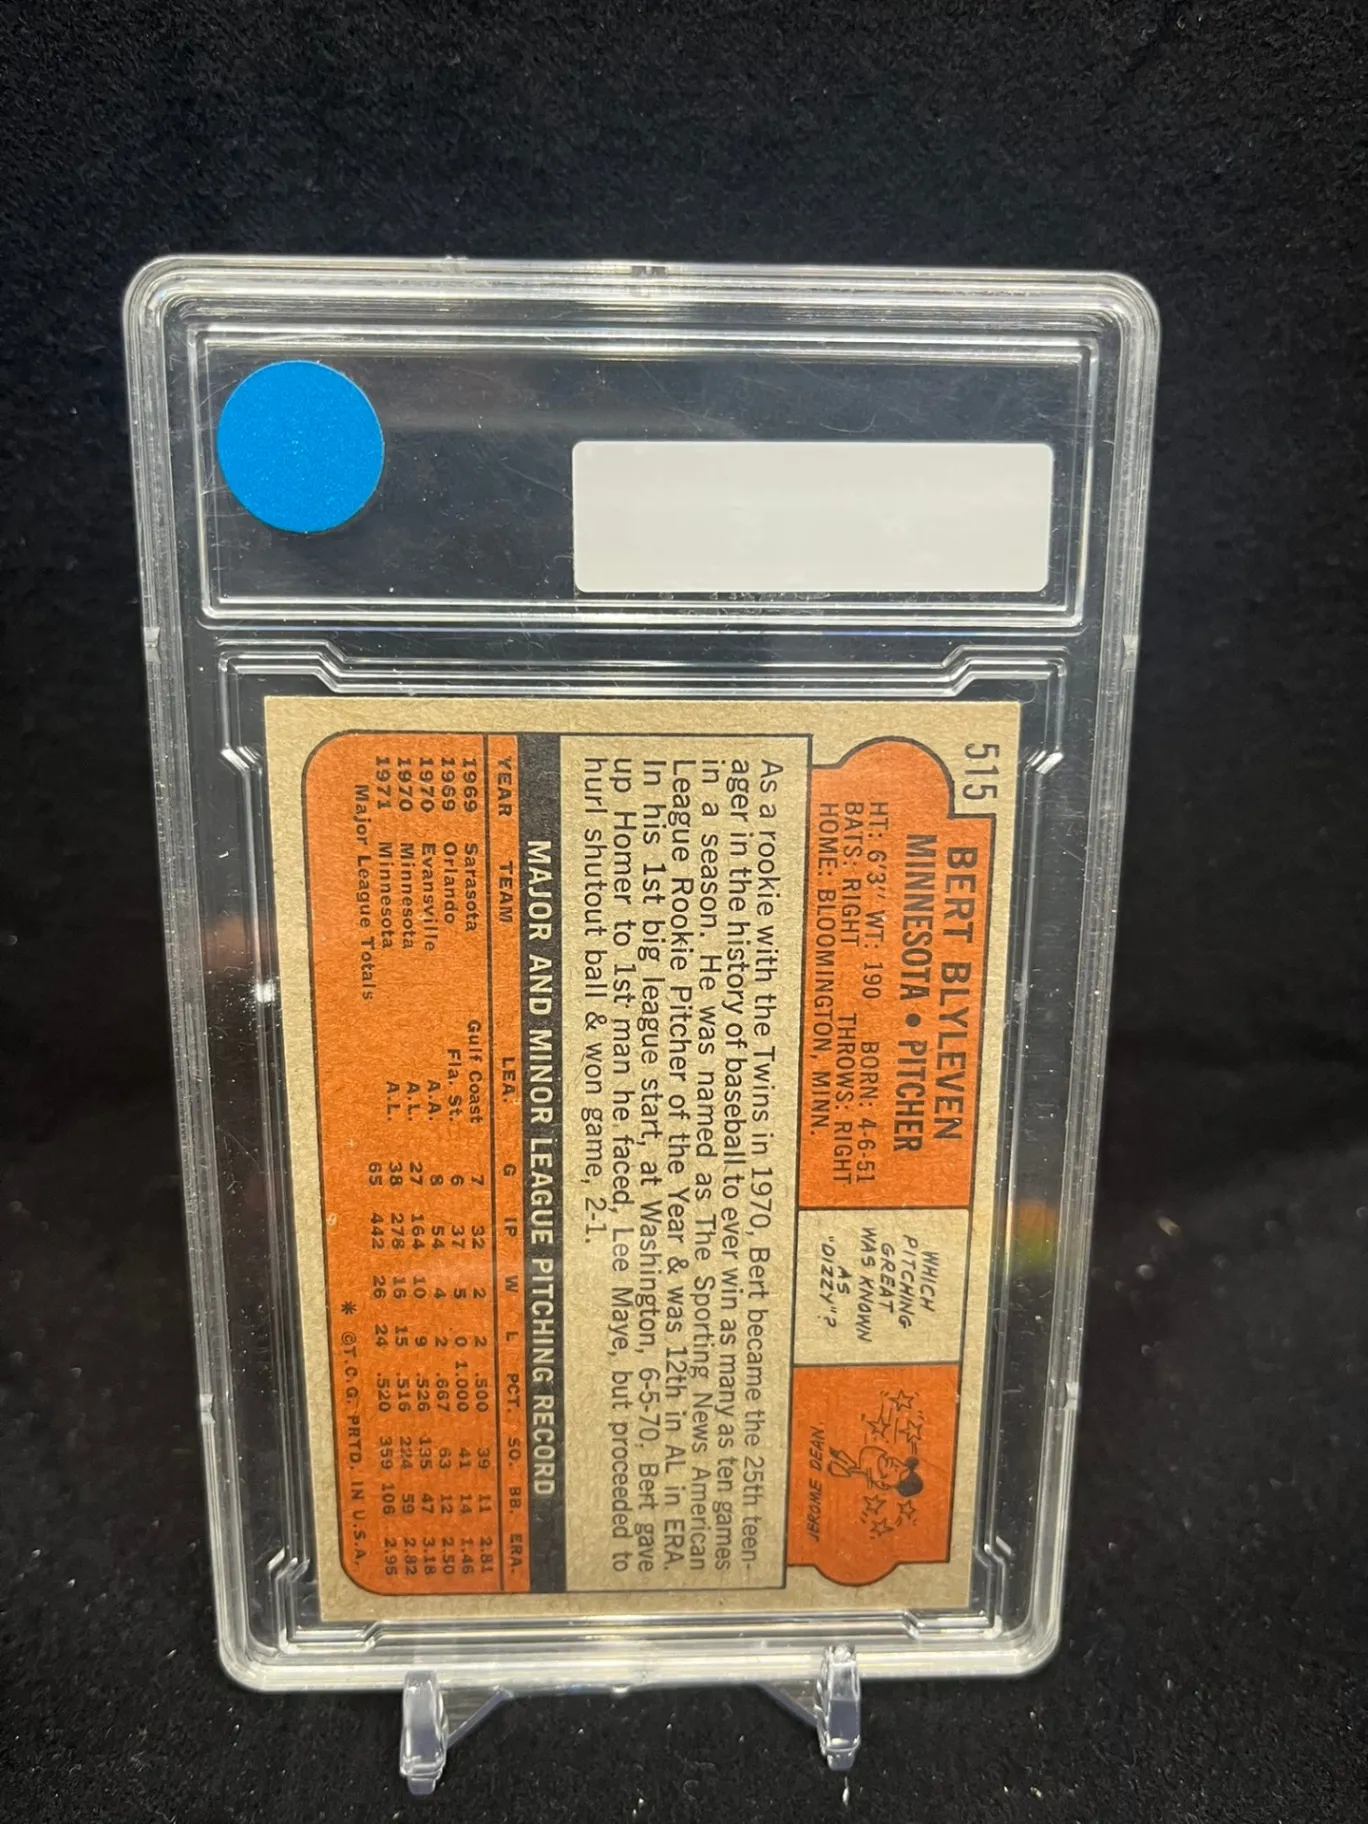 515
BERT BLYLEVEN
MINNESOTA • PITCHER
HT: 6'3" WT: 190 BORN: 4-6-51
BATS: RIGHT THROWS: RIGHT
HOME: BLOOMINGTON, MINN.
WHICH
PITCHING
GREAT
WAS KNOWN
AS
"DIZZY"?
JEROME DEAN.
As a rookie with the Twins in 1970, Bert became the 25th teen-
ager in the history of baseball to ever win as many as ten games
in a season. He was named as The Sporting News American
League Rookie Pitcher of the Year & was 12th in AL in ERA.
In his 1st big league start, at Washington, 6-5-70, Bert gave
up Homer to 1st man he faced, Lee Maye, but proceeded to
hurl shutout ball & won game, 2-1.
MAJOR AND MINOR LEAGUE PITCHING RECORD
YEAR TEAM LEA. G IP W L PCT. SO. BB. ERA.
1969 Sarasota Gulf Coast 7 32 2 2 .500 39 11 2.81
1969 Orlando Fla. St. 6 37 5 0 1.000 41 14 1.46
1970 Evansville A.A. 8 54 4 2 .667 63 12 2.50
1970 Minnesota A.L. 27 164 10 9 .526 135 47 3.18
1971 Minnesota A.L. 38 278 16 15 .516 224 59 2.82
Major League Totals 65 442 26 24 .520 359 106 2.95
* ©T.C.G. PRTD. IN U.S.A.